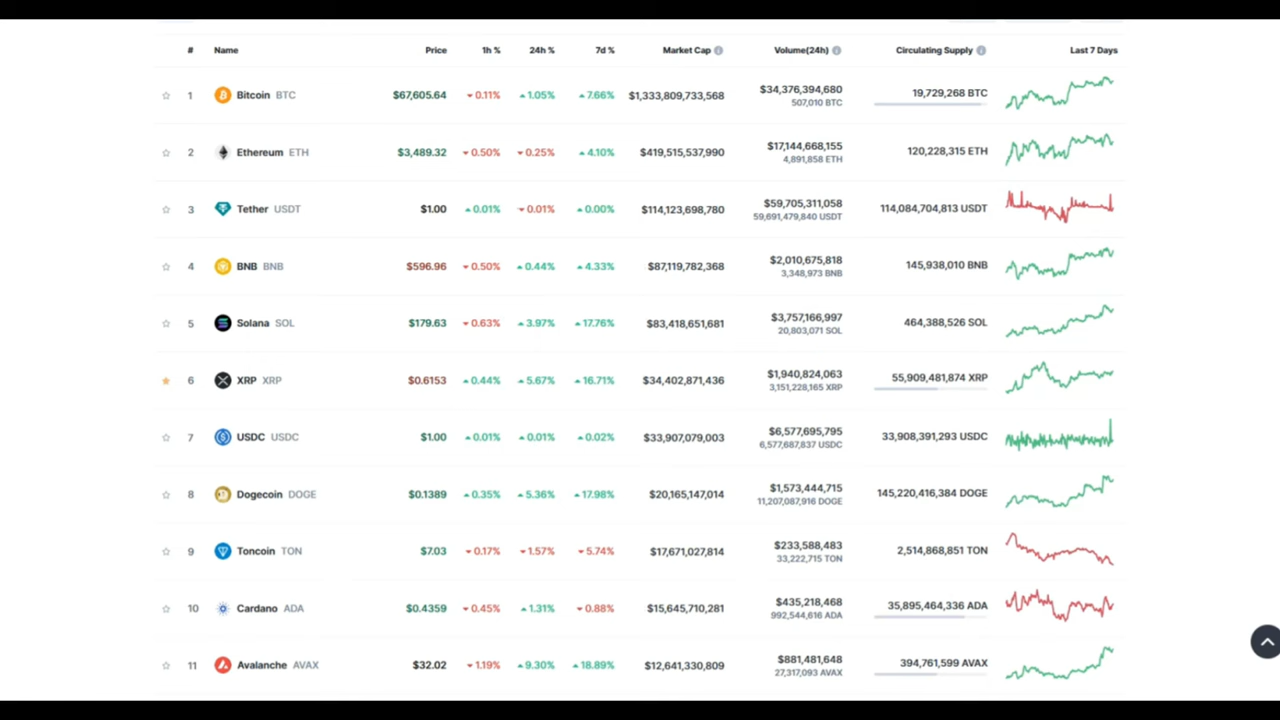 # Name Price 1h % 24h % 7d % Market Cap Volume(24h) Circulating Supply Last 7 Days
1 Bitcoin BTC $67,605.64 0.11% 1.05% 7.66% $1,333,809,733,568 $34,376,394,680 19,729,268 BTC
507,010 BTC
2 Ethereum ETH $3,489.32 0.50% 0.25% 4.10% $419,515,537,990 $17,144,668,155 120,228,315 ETH
4,891,858 ETH
3 Tether USDT $1.00 0.01% 0.01% 0.00% $114,123,698,780 $59,705,311,058 114,084,704,813 USDT
59,691,479,840 USDT
4 BNB BNB $596.96 0.50% 0.44% 4.33% $87,119,782,368 $2,010,675,818 145,938,010 BNB
3,348,973 BNB
5 Solana SOL $179.63 0.63% 3.97% 17.76% $83,418,651,681 $3,757,166,997 464,388,526 SOL
20,803,071 SOL
6 XRP XRP $0.6153 0.44% 5.67% 16.71% $34,402,871,436 $1,940,824,063 55,909,481,874 XRP
3,151,228,165 XRP
7 USDC USDC $1.00 0.01% 0.01% 0.02% $33,907,079,003 $6,577,695,795 33,908,391,293 USDC
6,577,687,837 USDC
8 Dogecoin DOGE $0.1389 0.35% 5.36% 17.98% $20,165,147,014 $1,573,444,715 145,220,416,384 DOGE
11,207,087,916 DOGE
9 Toncoin TON $7.03 0.17% 1.57% 5.74% $17,671,027,814 $233,588,483 2,514,868,851 TON
33,222,715 TON
10 Cardano ADA $0.4359 0.45% 1.31% 0.88% $15,645,710,281 $435,218,468 35,895,464,336 ADA
992,544,616 ADA
11 Avalanche AVAX $32.02 1.19% 9.30% 18.89% $12,641,330,809 $881,481,648 394,761,599 AVAX
27,317,093 AVAX